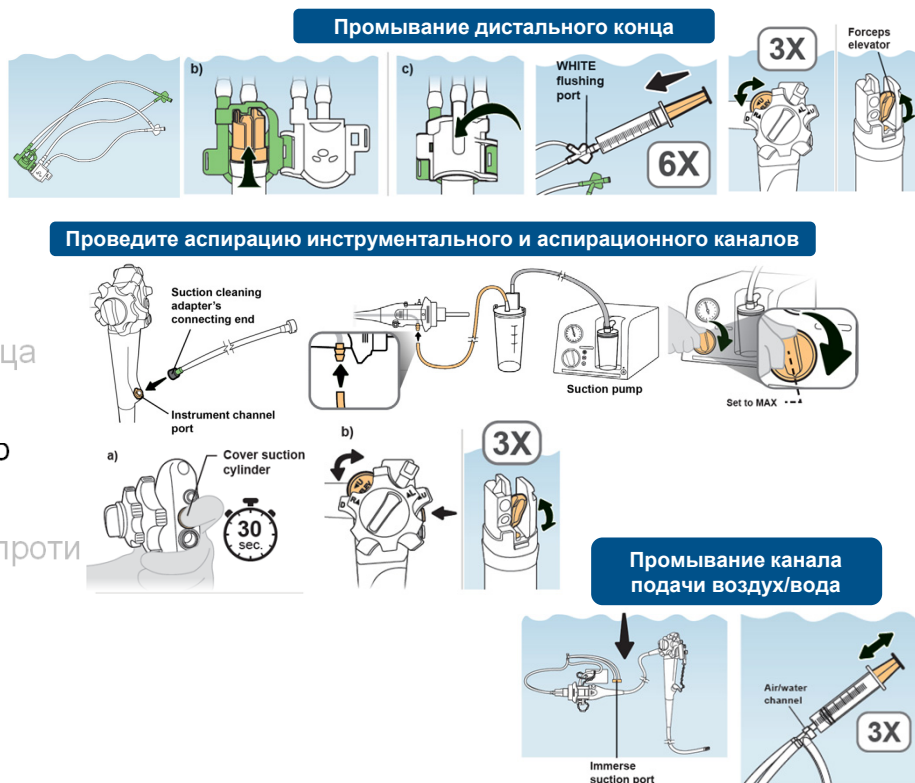 Промывание дистального конца
b)
c)
WHITE
flushing
port
6X
3X
Forceps
elevator
Проведите аспирацию инструментального и аспирационного каналов
Suction cleaning
adapter's
connecting end
Instrument channel
port
Suction pump
Set to MAX
ца
о
проти
a)
Cover suction
cylinder
30
sec.
b)
3X
Промывание канала
подачи воздух/вода
Immerse
suction port
Air/water
channel
3X